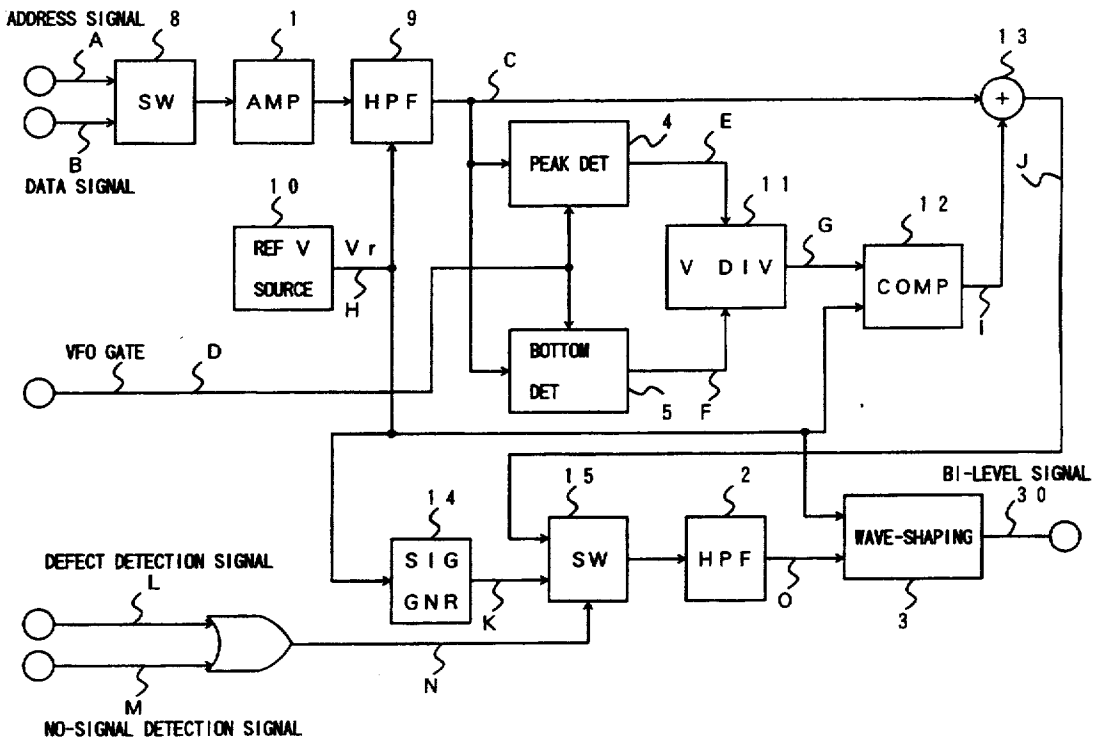 ADDRESS SIGNAL
8
1
9
13
A
C
SW
AMP
HPF
+
B
DATA SIGNAL
4
E
PEAK DET
J
10
11
12
REF V
SOURCE
Vr
H
V DIV
G
COMP
I
VFO GATE
D
BOTTOM
DET
5
F
15
2
BI-LEVEL SIGNAL
30
14
SIG
GNR
SW
HPF
WAVE-SHAPING
K
O
3
DEFECT DETECTION SIGNAL
L
N
M
NO-SIGNAL DETECTION SIGNAL